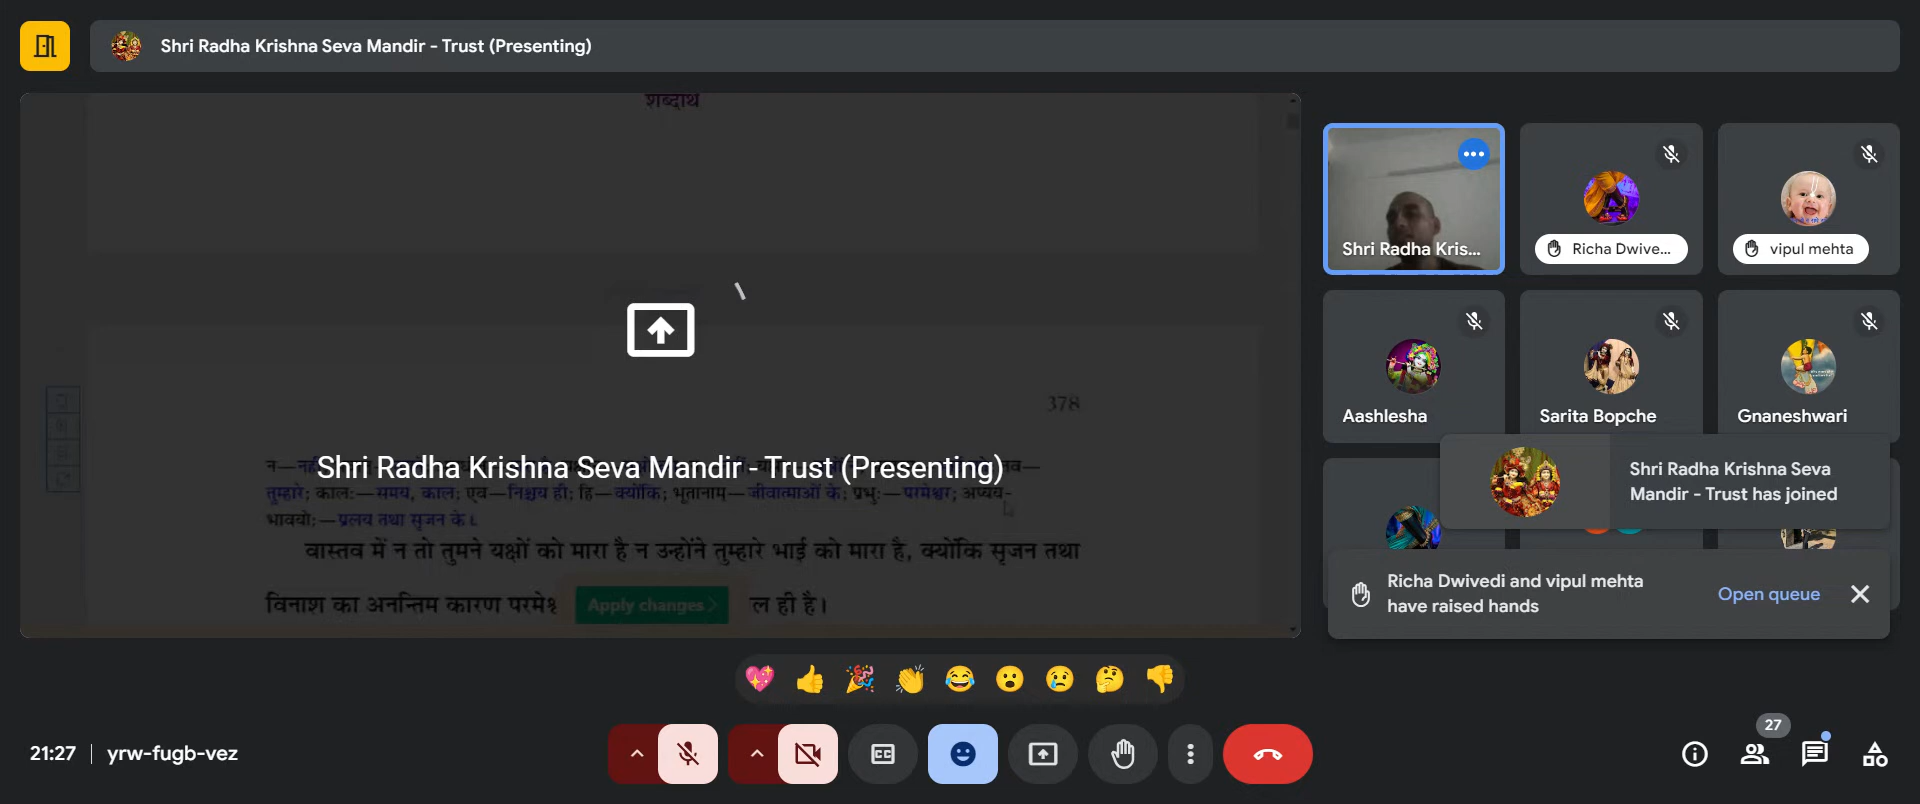 Shri Radha Krishna Seva Mandir - Trust (Presenting)
शब्दार्थ
378
Shri Radha Krishna Seva Mandir - Trust (Presenting)
तुम्हारे; कालः—समय, कालः एव—निश्चय ही; हि—क्योंकि; भूतानाम्—जीवात्माओं के; प्रभुः—परमेश्वर; अप्यय-
भावयोः—प्रलय तथा सृजन के।
वास्तव में न तो तुमने यक्षों को मारा है न उन्होंने तुम्हारे भाई को मारा है, क्योंकि सृजन तथा
विनाश का अनन्तिम कारण ल ही है।
Apply changes
Shri Radha Kris...
Richa Dwive...
vipul mehta
Aashlesha
Sarita Bopche
Gnaneshwari
Shri Radha Krishna Seva
Mandir - Trust has joined
Richa Dwivedi and vipul mehta
have raised hands
Open queue
21:27 | yrw-fugb-vez
CC
27